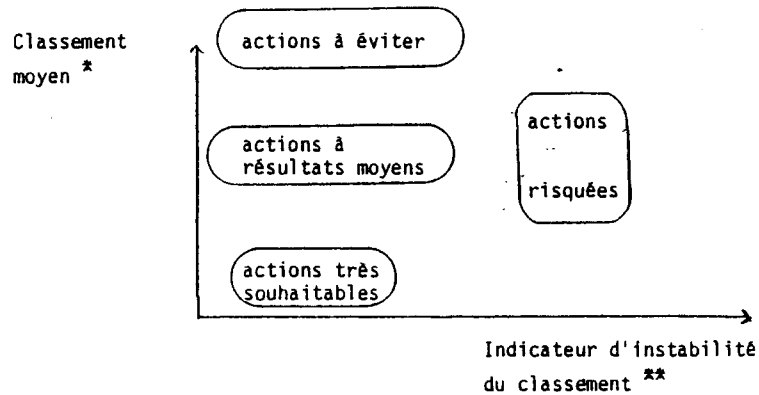 Classement
moyen *
actions à éviter
actions à
résultats moyens
actions
risquées
actions très
souhaitables
Indicateur d'instabilité
du classement **